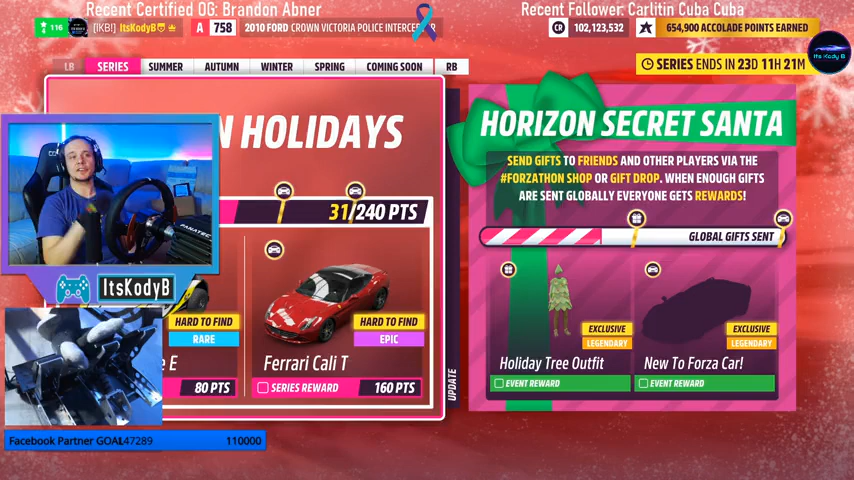 Recent Certified OG: Brandon Abner
Recent Follower: Carlitin Cuba Cuba
116
[IKB!] ItsKodyB
A 758
2010 FORD CROWN VICTORIA POLICE INTERCEP
CR 102,123,532
654,900 ACCOLADE POINTS EARNED
Its Kody B
LB
SERIES
SUMMER
AUTUMN
WINTER
SPRING
COMING SOON
RB
SERIES ENDS IN 23D 11H 21M
N HOLIDAYS
31/240 PTS
HARD TO FIND
RARE
e E
80 PTS
HARD TO FIND
EPIC
Ferrari Cali T
SERIES REWARD
160 PTS
UPDATE
HORIZON SECRET SANTA
SEND GIFTS TO FRIENDS AND OTHER PLAYERS VIA THE
#FORZATHON SHOP OR GIFT DROP. WHEN ENOUGH GIFTS
ARE SENT GLOBALLY EVERYONE GETS REWARDS!
GLOBAL GIFTS SENT
EXCLUSIVE
LEGENDARY
Holiday Tree Outfit
EVENT REWARD
EXCLUSIVE
LEGENDARY
New To Forza Car!
EVENT REWARD
FANATEC
ItsKodyB
Facebook Partner GOAL47289
110000